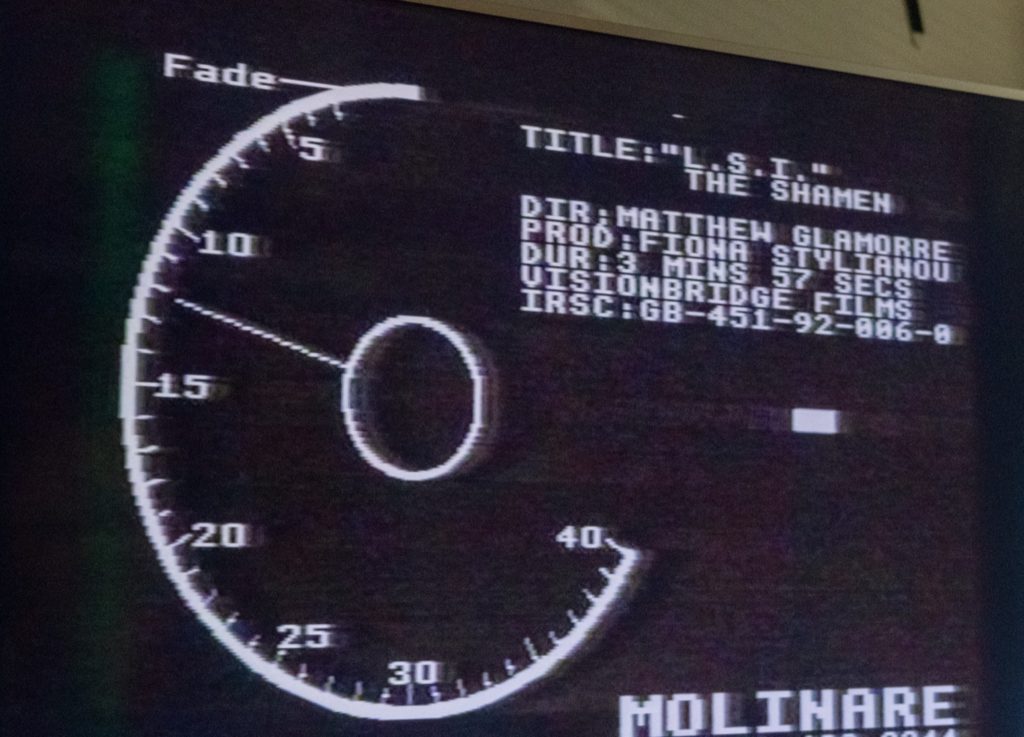 Fade
5
10
15
20
25
30
40
TITLE:"L.S.I."
THE SHAMEN
DIR:MATTHEW GLAMORRE
PROD:FIONA STYLIANOU
DUR:3 MINS 57 SECS
VISIONBRIDGE FILMS
IRSC:GB-451-92-006-0
MOLINARE